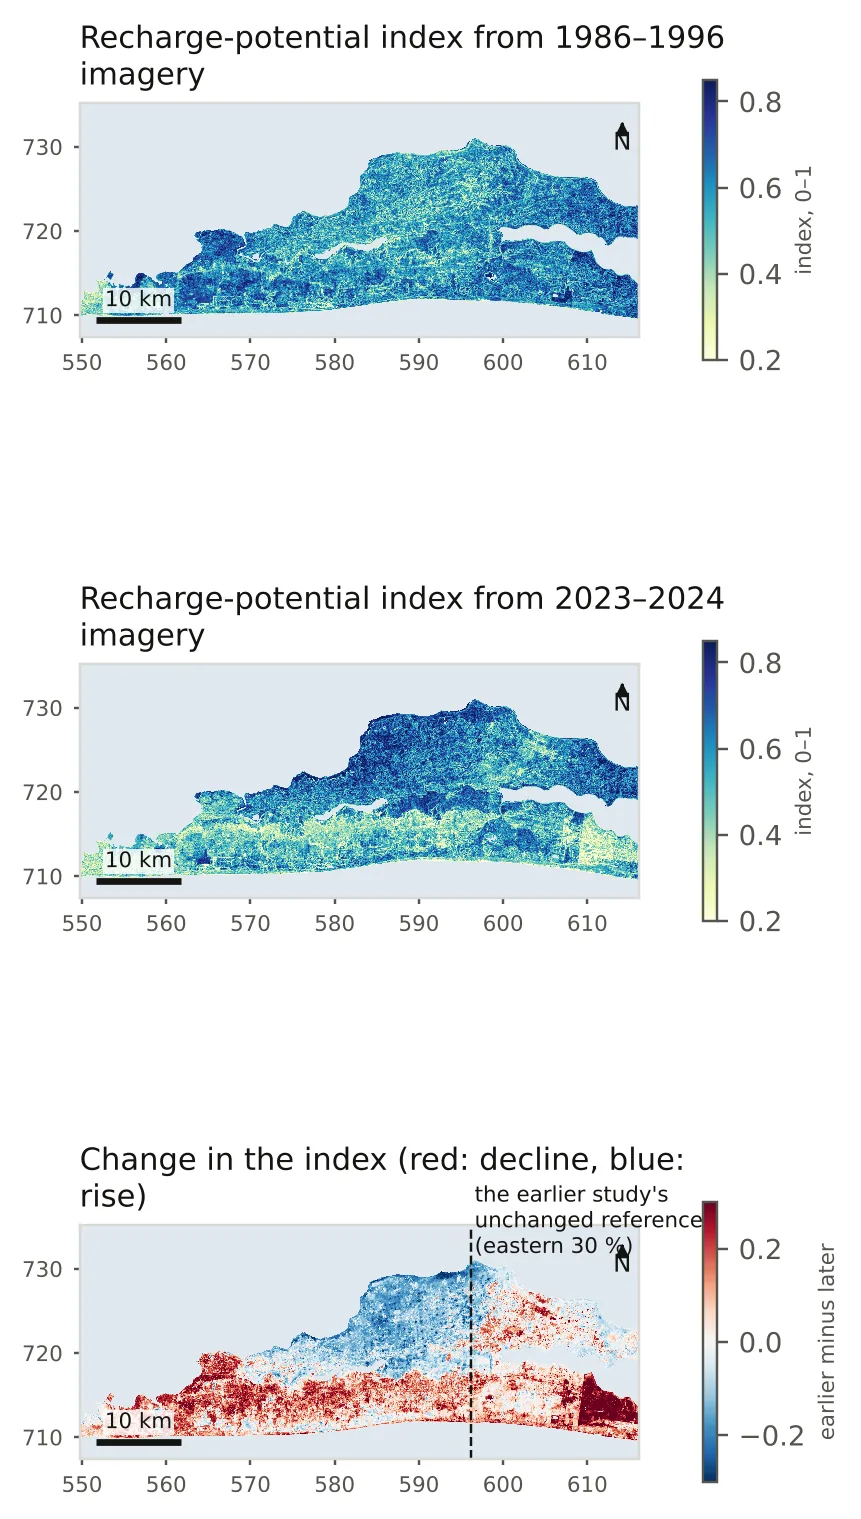 Recharge-potential index from 1986–1996
imagery
730
720
710
550 560 570 580 590 600 610
10 km
N
0.8
0.6
0.4
0.2
index, 0–1
Recharge-potential index from 2023–2024
imagery
730
720
710
550 560 570 580 590 600 610
10 km
N
0.8
0.6
0.4
0.2
index, 0–1
Change in the index (red: decline, blue:
rise)
the earlier study's
unchanged reference
(eastern 30 %)
N
730
720
710
550 560 570 580 590 600 610
10 km
0.2
0.0
−0.2
earlier minus later